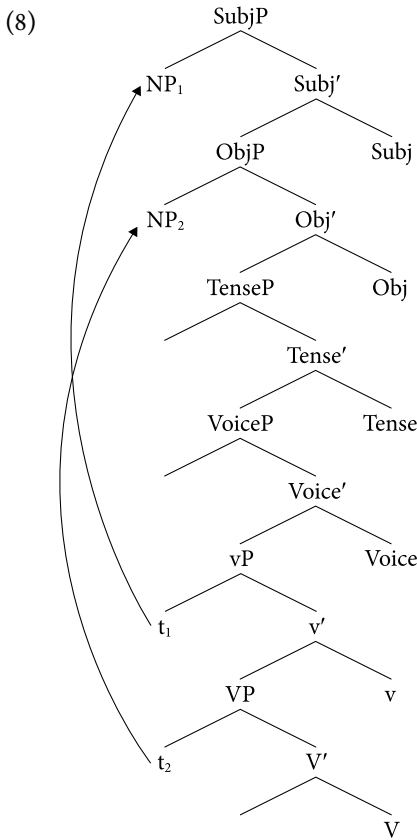 (8)
SubjP
NP₁ Subj′
ObjP Subj
NP₂ Obj′
TenseP Obj
Tense′
VoiceP Tense
Voice′
vP Voice
t₁ v′
VP v
t₂ V′
V